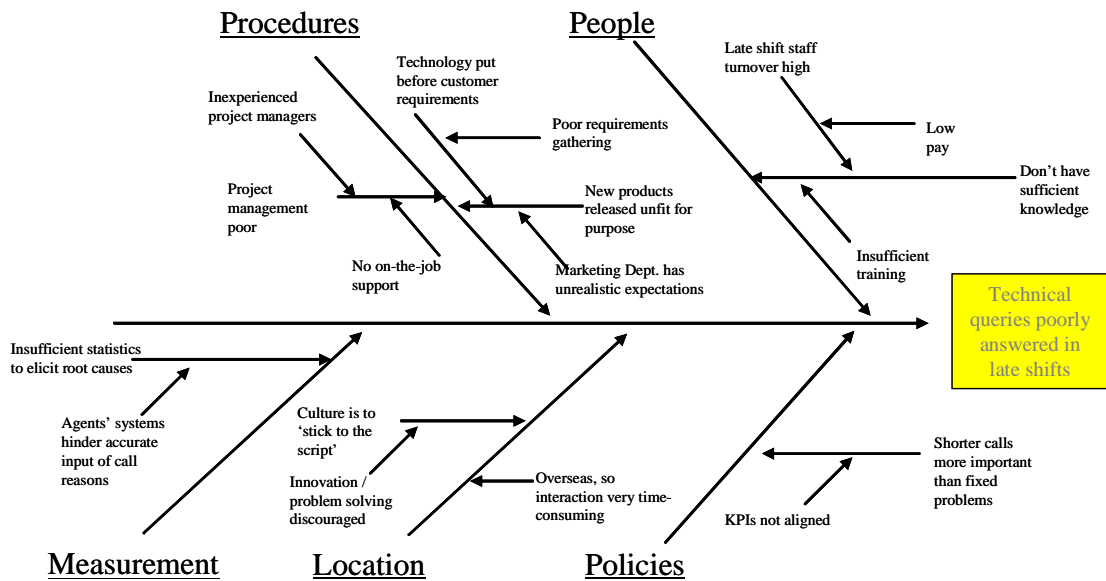 Procedures
People
Technology put
before customer
requirements
Late shift staff
turnover high
Inexperienced
project managers
Poor requirements
gathering
Low
pay
Project
management
poor
New products
released unfit for
purpose
Don't have
sufficient
knowledge
No on-the-job
support
Marketing Dept. has
unrealistic expectations
Insufficient
training
Technical
queries poorly
answered in
late shifts
Insufficient statistics
to elicit root causes
Agents' systems
hinder accurate
input of call
reasons
Culture is to
'stick to the
script'
Innovation /
problem solving
discouraged
Overseas, so
interaction very time-
consuming
Shorter calls
more important
than fixed
problems
KPIs not aligned
Measurement
Location
Policies